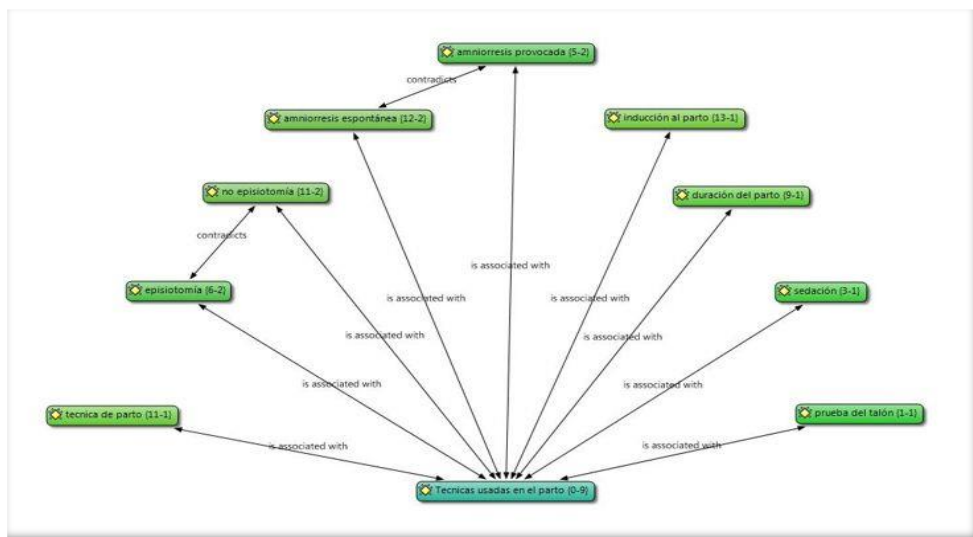 amniorresis provocada {5-2}
contradicts
amniorresis espontánea {12-2}
inducción al parto {13-1}
no episiotomía {11-2}
duración del parto {9-1}
contradicts
is associated with
episiotomía {6-2}
sedación {3-1}
is associated with
is associated with
is associated with
is associated with
is associated with
is associated with
tecnica de parto {11-1}
prueba del talón {1-1}
is associated with
is associated with
Tecnicas usadas en el parto {0-9}